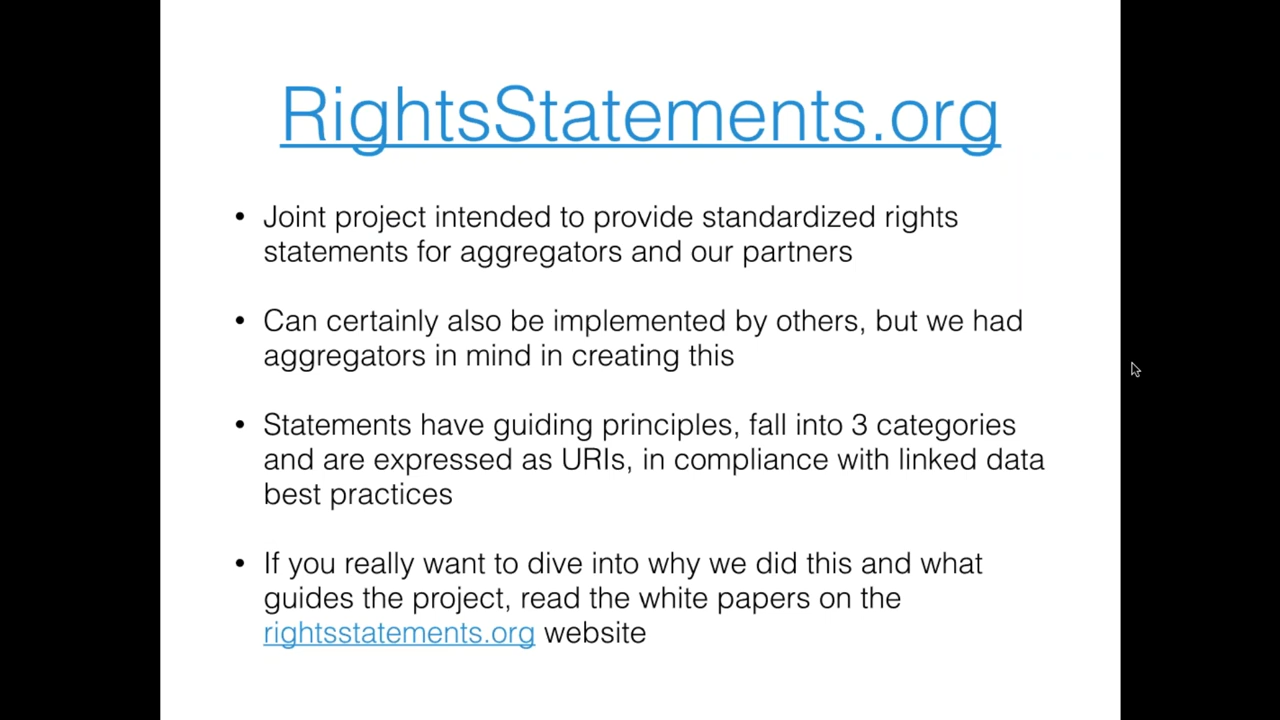 RightsStatements.org
• Joint project intended to provide standardized rights
statements for aggregators and our partners
• Can certainly also be implemented by others, but we had
aggregators in mind in creating this
• Statements have guiding principles, fall into 3 categories
and are expressed as URIs, in compliance with linked data
best practices
• If you really want to dive into why we did this and what
guides the project, read the white papers on the
rightsstatements.org website